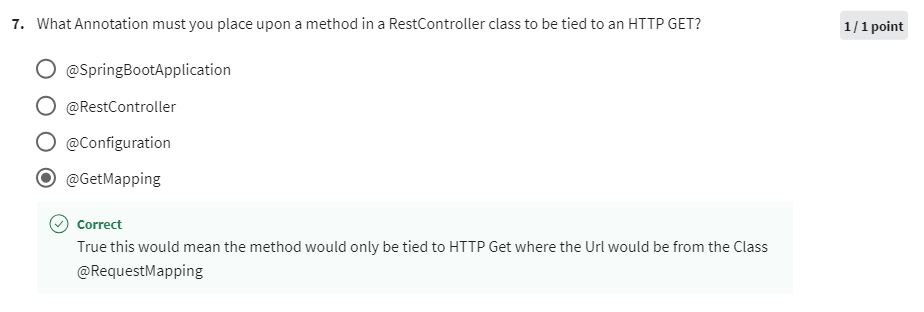 7. What Annotation must you place upon a method in a RestController class to be tied to an HTTP GET?
1 / 1 point
@SpringBootApplication
@RestController
@Configuration
@GetMapping
Correct
True this would mean the method would only be tied to HTTP Get where the Url would be from the Class
@RequestMapping